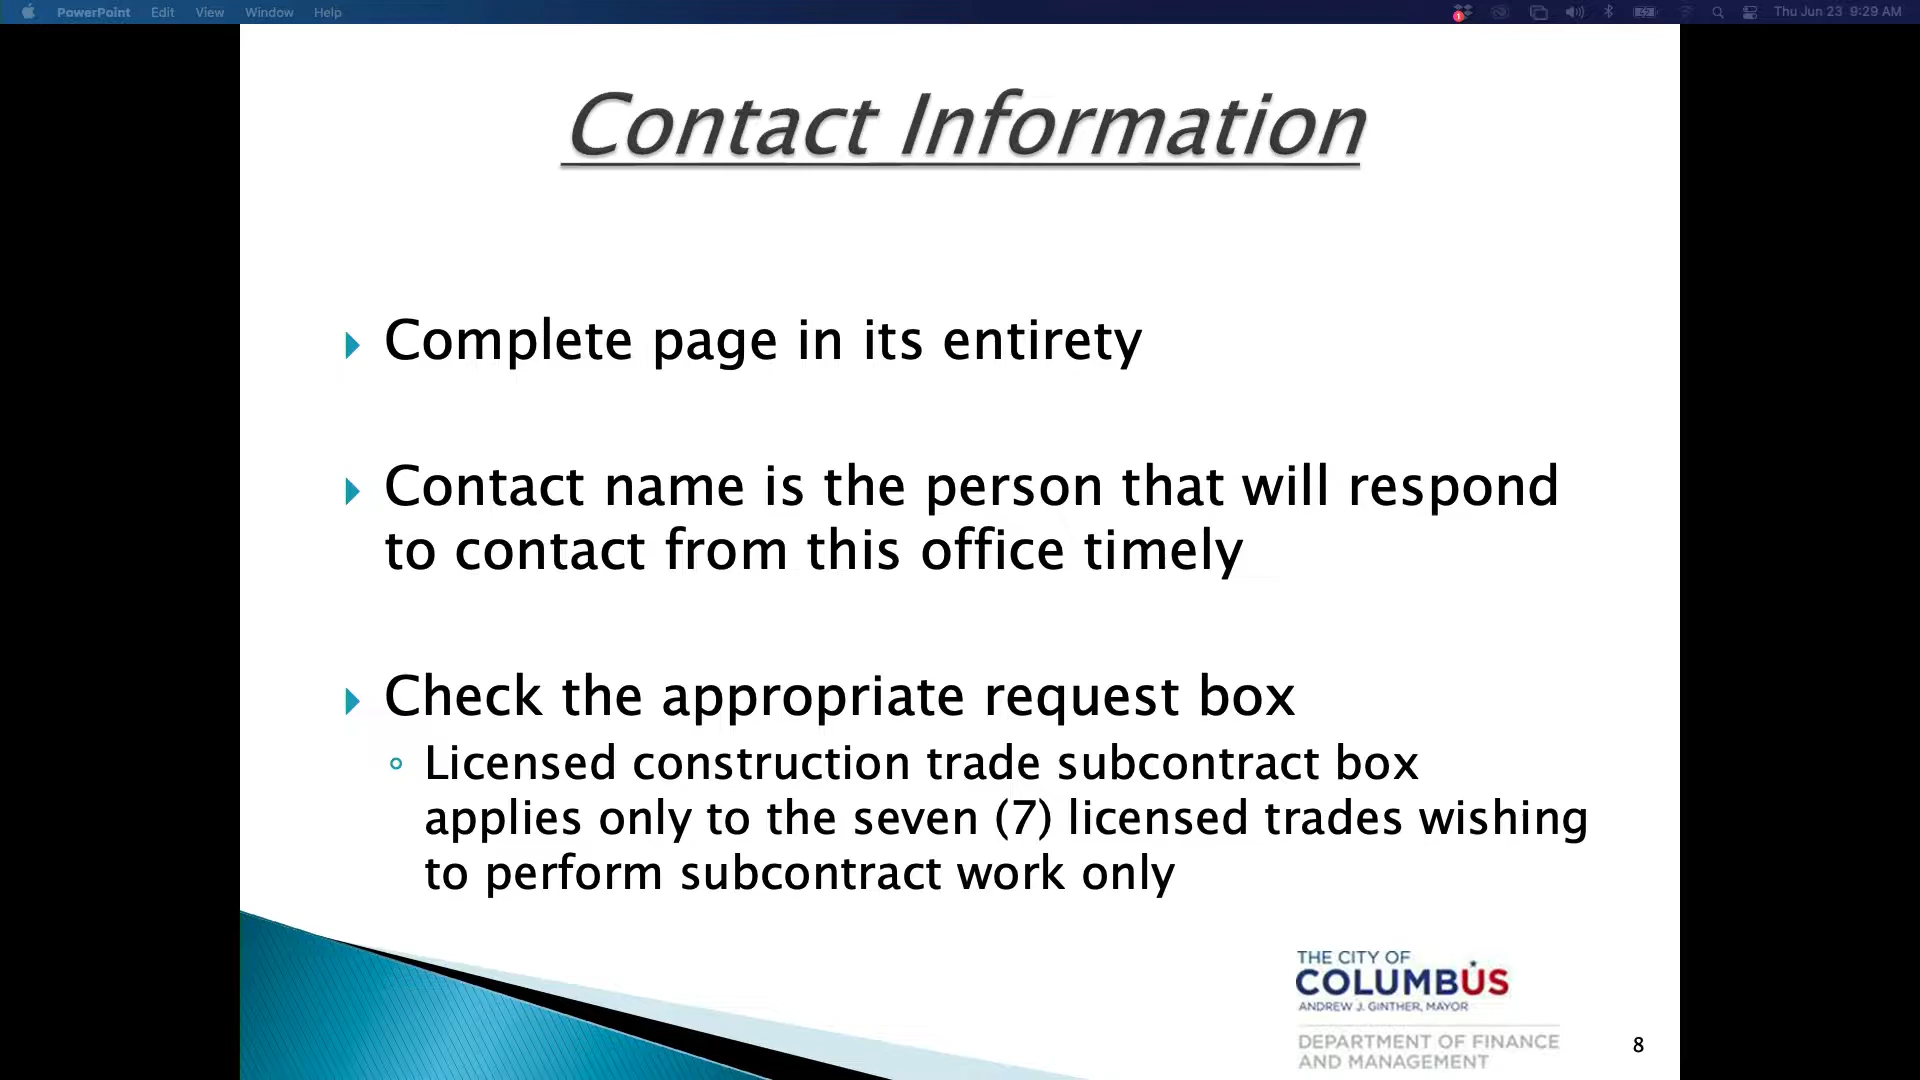 PowerPoint Edit View Window Help
1
Thu Jun 23 9:29 AM
Contact Information
Complete page in its entirety
Contact name is the person that will respond
to contact from this office timely
Check the appropriate request box
Licensed construction trade subcontract box
applies only to the seven (7) licensed trades wishing
to perform subcontract work only
THE CITY OF
COLUMBUS
ANDREW J. GINTHER, MAYOR
DEPARTMENT OF FINANCE
AND MANAGEMENT
8